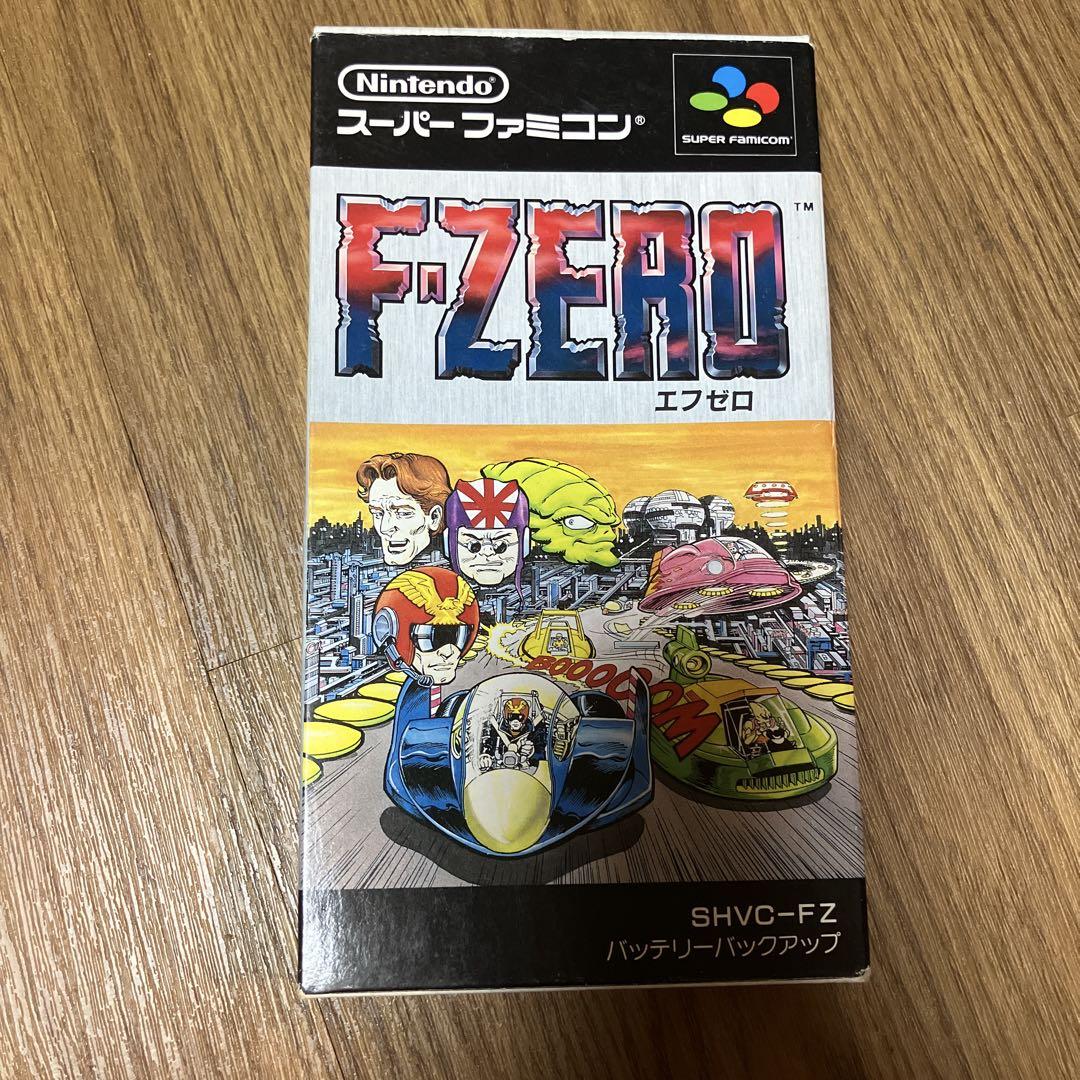 Nintendo®
スーパーファミコン®
SUPER FAMICOM®
F-ZERO™
エフゼロ
BOOOOOOM
SHVC-FZ
バッテリーバックアップ